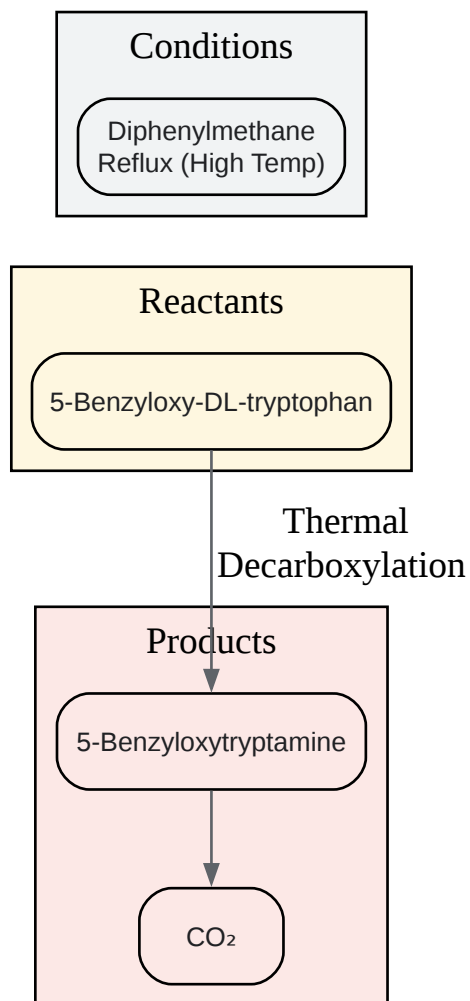 Conditions
Diphenylmethane
Reflux (High Temp)
Reactants
5-Benzyloxy-DL-tryptophan
Thermal
Decarboxylation
Products
5-Benzyloxytryptamine
CO₂